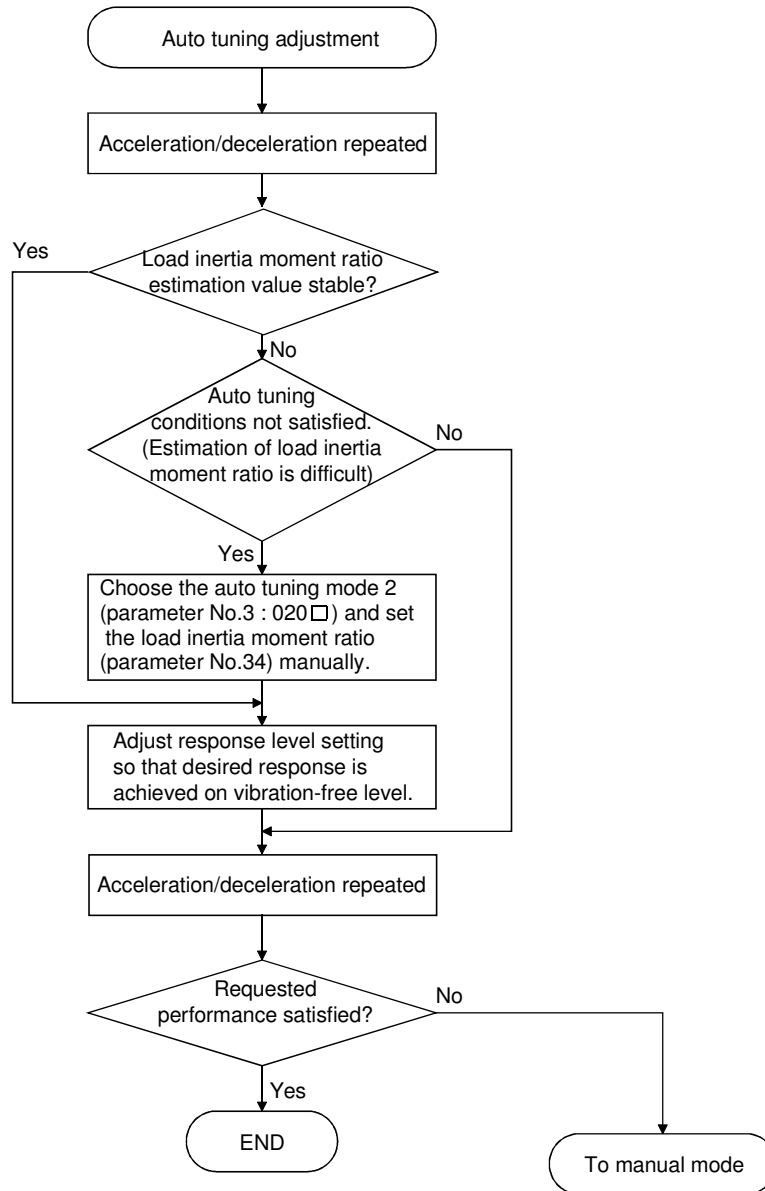 Auto tuning adjustment
Acceleration/deceleration repeated
Yes
Load inertia moment ratio
estimation value stable?
No
Auto tuning
conditions not satisfied.
(Estimation of load inertia
moment ratio is difficult)
No
Yes
Choose the auto tuning mode 2
(parameter No.3 : 020□) and set
the load inertia moment ratio
(parameter No.34) manually.
Adjust response level setting
so that desired response is
achieved on vibration-free level.
Acceleration/deceleration repeated
Requested
performance satisfied?
No
Yes
END
To manual mode